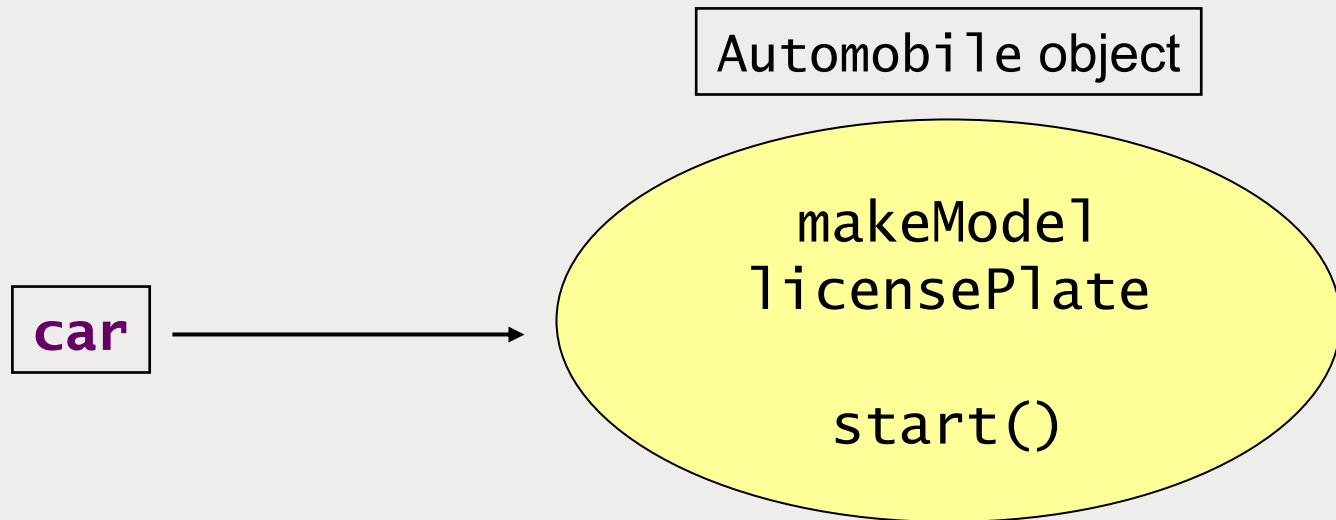 Automobile object
makeModel
licensePlate
car
start()